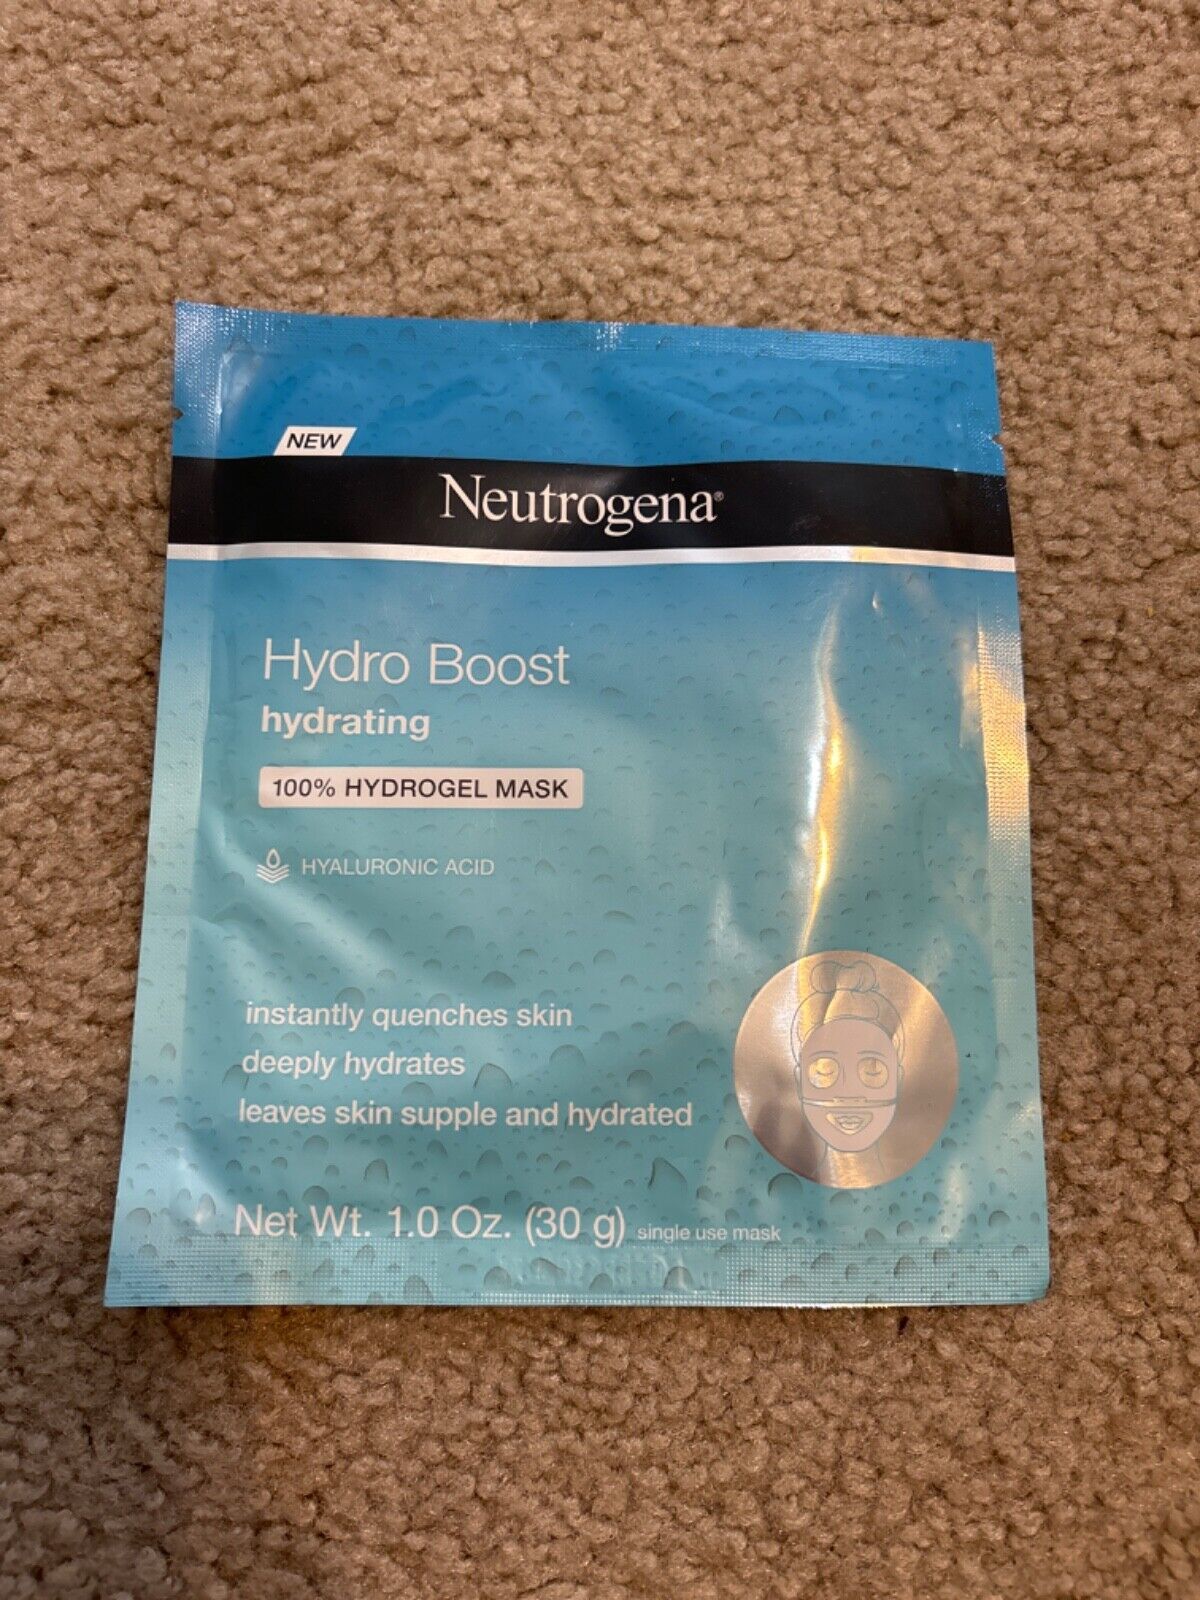 NEW
Neutrogena®
Hydro Boost
hydrating
100% HYDROGEL MASK
HYALURONIC ACID
instantly quenches skin
deeply hydrates
leaves skin supple and hydrated
Net Wt. 1.0 Oz. (30 g) single use mask